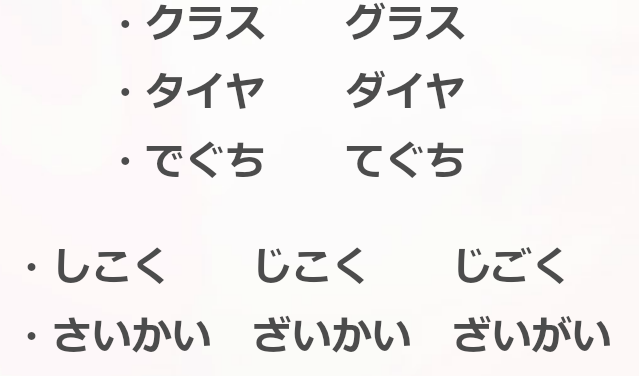 ・クラス　　グラス
・タイヤ　　ダイヤ
・でぐち　　てぐち
・しこく　　じこく　　じごく
・さいかい　ざいかい　ざいがい